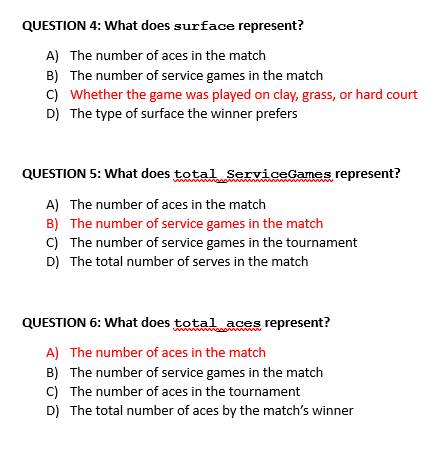 QUESTION 4: What does surface represent?
A) The number of aces in the match
B) The number of service games in the match
C) Whether the game was played on clay, grass, or hard court
D) The type of surface the winner prefers
QUESTION 5: What does total_ServiceGames represent?
A) The number of aces in the match
B) The number of service games in the match
C) The number of service games in the tournament
D) The total number of serves in the match
QUESTION 6: What does total_aces represent?
A) The number of aces in the match
B) The number of service games in the match
C) The number of aces in the tournament
D) The total number of aces by the match's winner